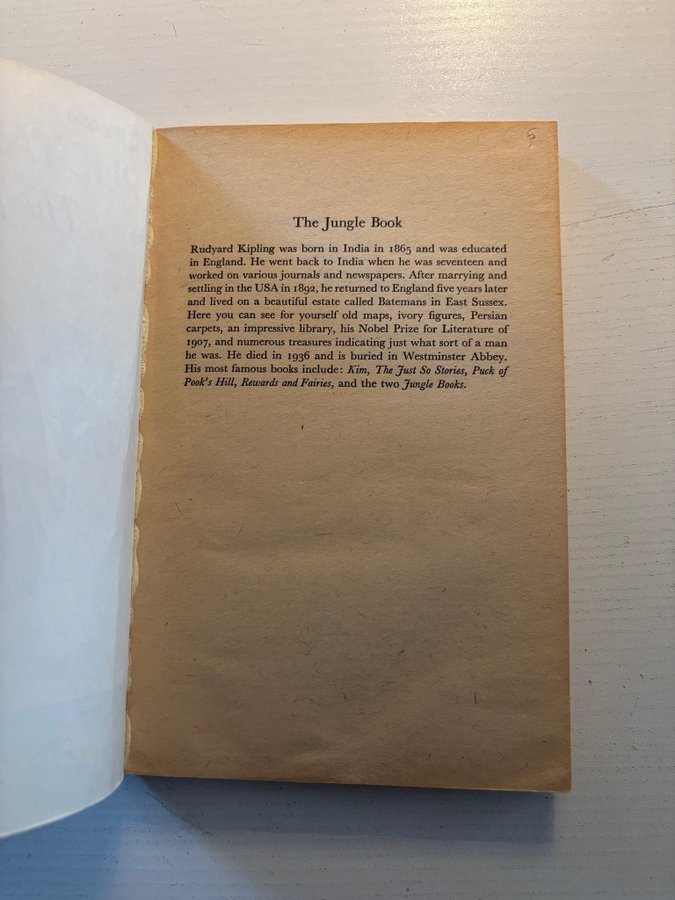 5
The Jungle Book
Rudyard Kipling was born in India in 1865 and was educated
in England. He went back to India when he was seventeen and
worked on various journals and newspapers. After marrying and
settling in the USA in 1892, he returned to England five years later
and lived on a beautiful estate called Batemans in East Sussex.
Here you can see for yourself old maps, ivory figures, Persian
carpets, an impressive library, his Nobel Prize for Literature of
1907, and numerous treasures indicating just what sort of a man
he was. He died in 1936 and is buried in Westminster Abbey.
His most famous books include: Kim, The Just So Stories, Puck of
Pook's Hill, Rewards and Fairies, and the two Jungle Books.